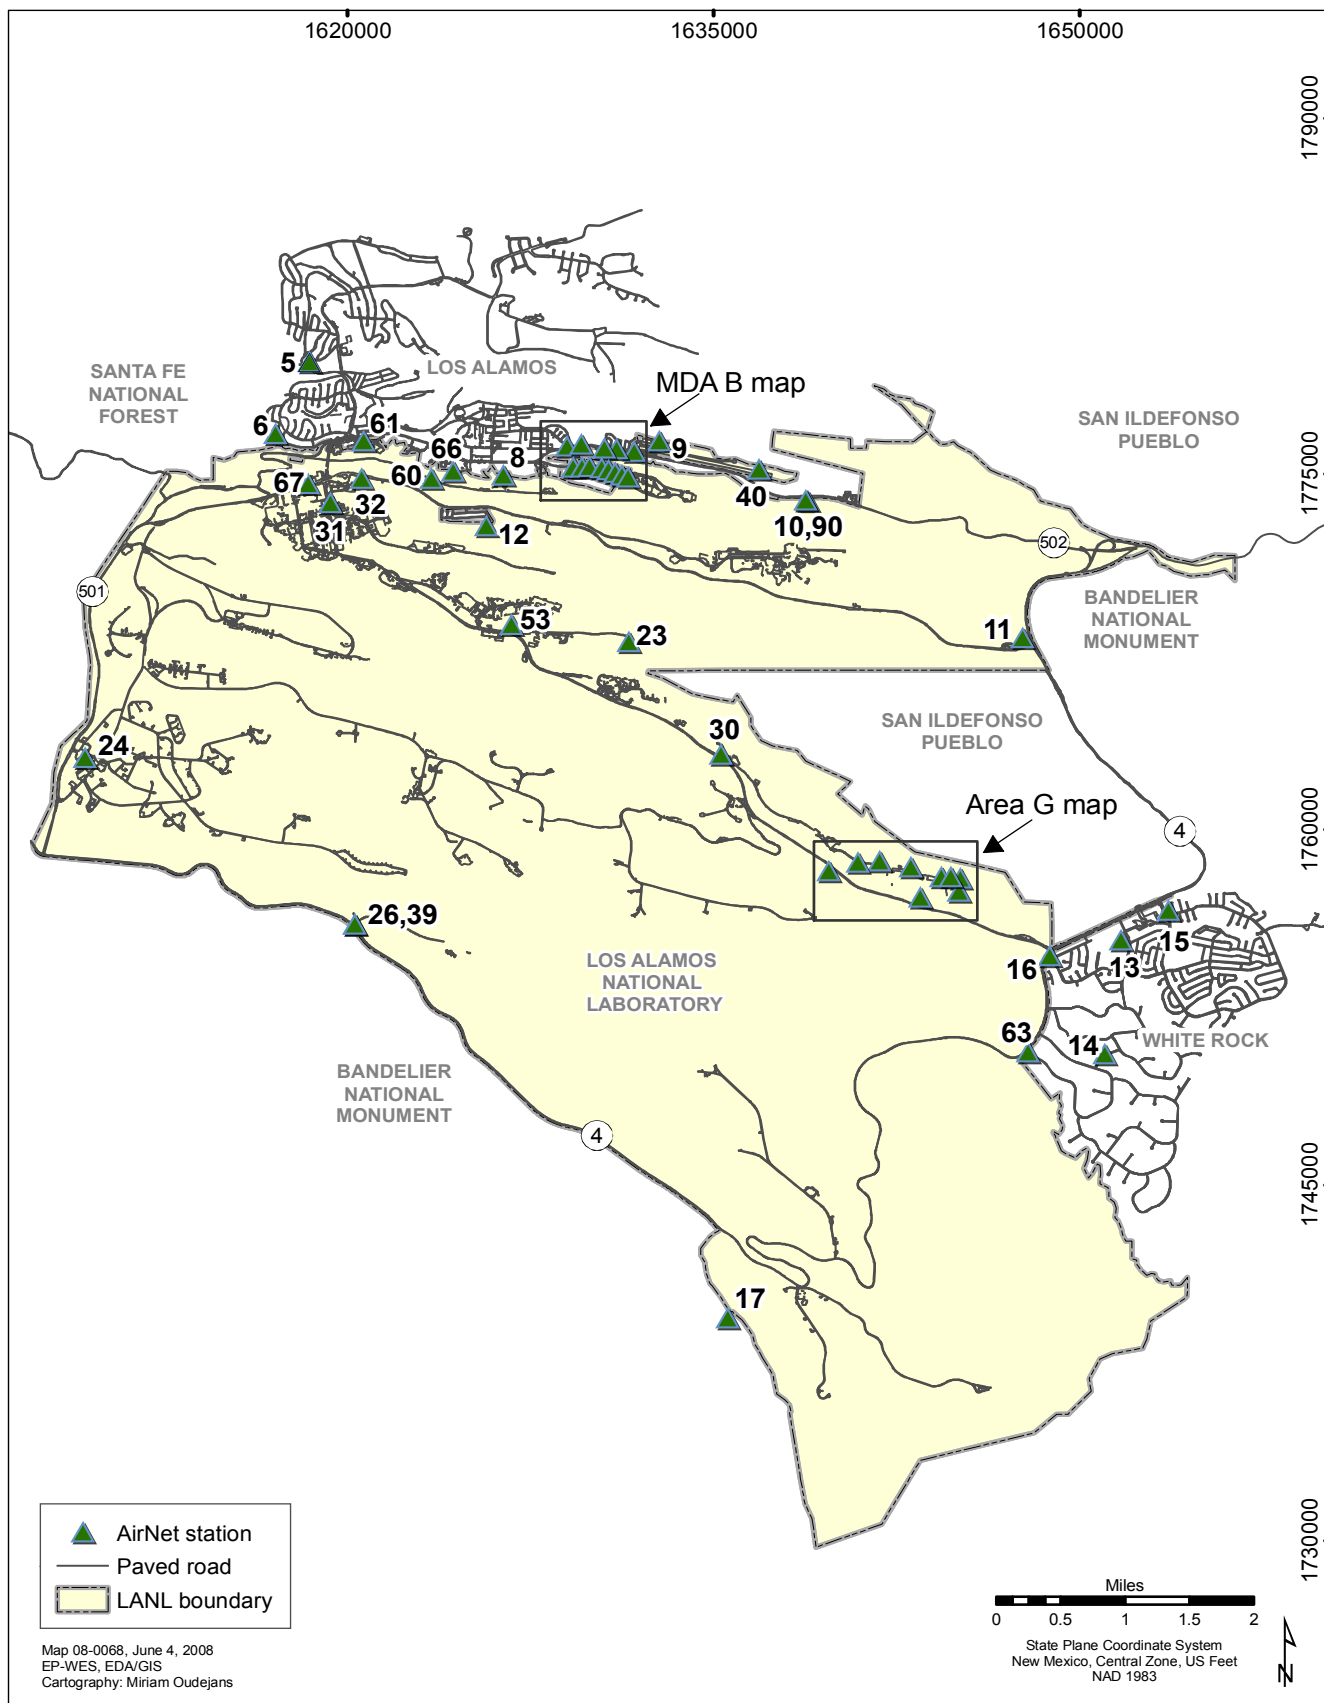 1620000
1635000
1650000
1790000
SANTA FE
NATIONAL
FOREST
5
LOS ALAMOS
MDA B map
SAN ILDEFONSO
PUEBLO
6
61
66
8
9
1775000
67
32
60
40
31
12
10,90
502
501
53
23
11
BANDELIER
NATIONAL
MONUMENT
30
SAN ILDEFONSO
PUEBLO
24
Area G map
4
1760000
26,39
15
13
16
LOS ALAMOS
NATIONAL
LABORATORY
63
14
WHITE ROCK
BANDELIER
NATIONAL
MONUMENT
4
1745000
17
1730000
AirNet station
Paved road
LANL boundary
Miles
0 0.5 1 1.5 2
State Plane Coordinate System
New Mexico, Central Zone, US Feet
NAD 1983
N
Map 08-0068, June 4, 2008
EP-WES, EDA/GIS
Cartography: Miriam Oudejans